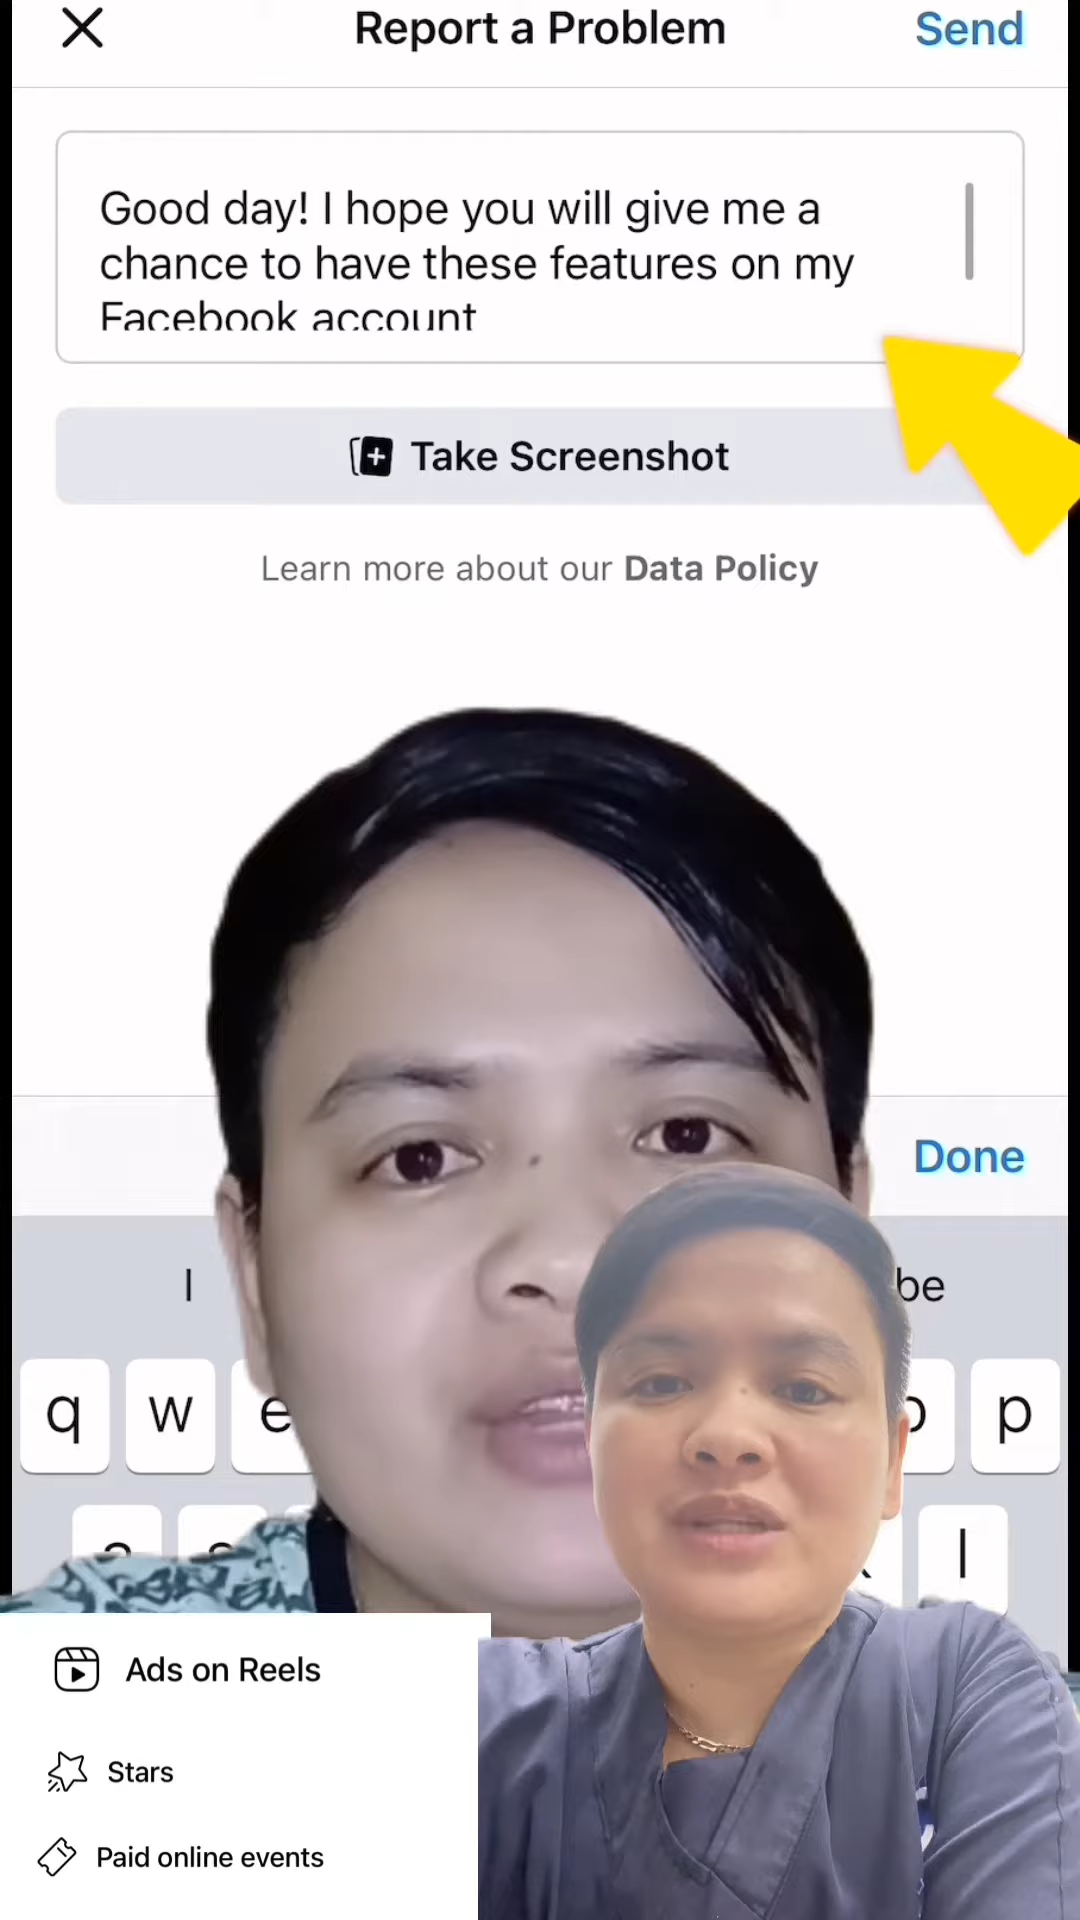 Report a Problem
Send
Good day! I hope you will give me a
chance to have these features on my
Facebook account
Take Screenshot
Learn more about our Data Policy
Done
I
be
q w e p
l
Ads on Reels
Stars
Paid online events